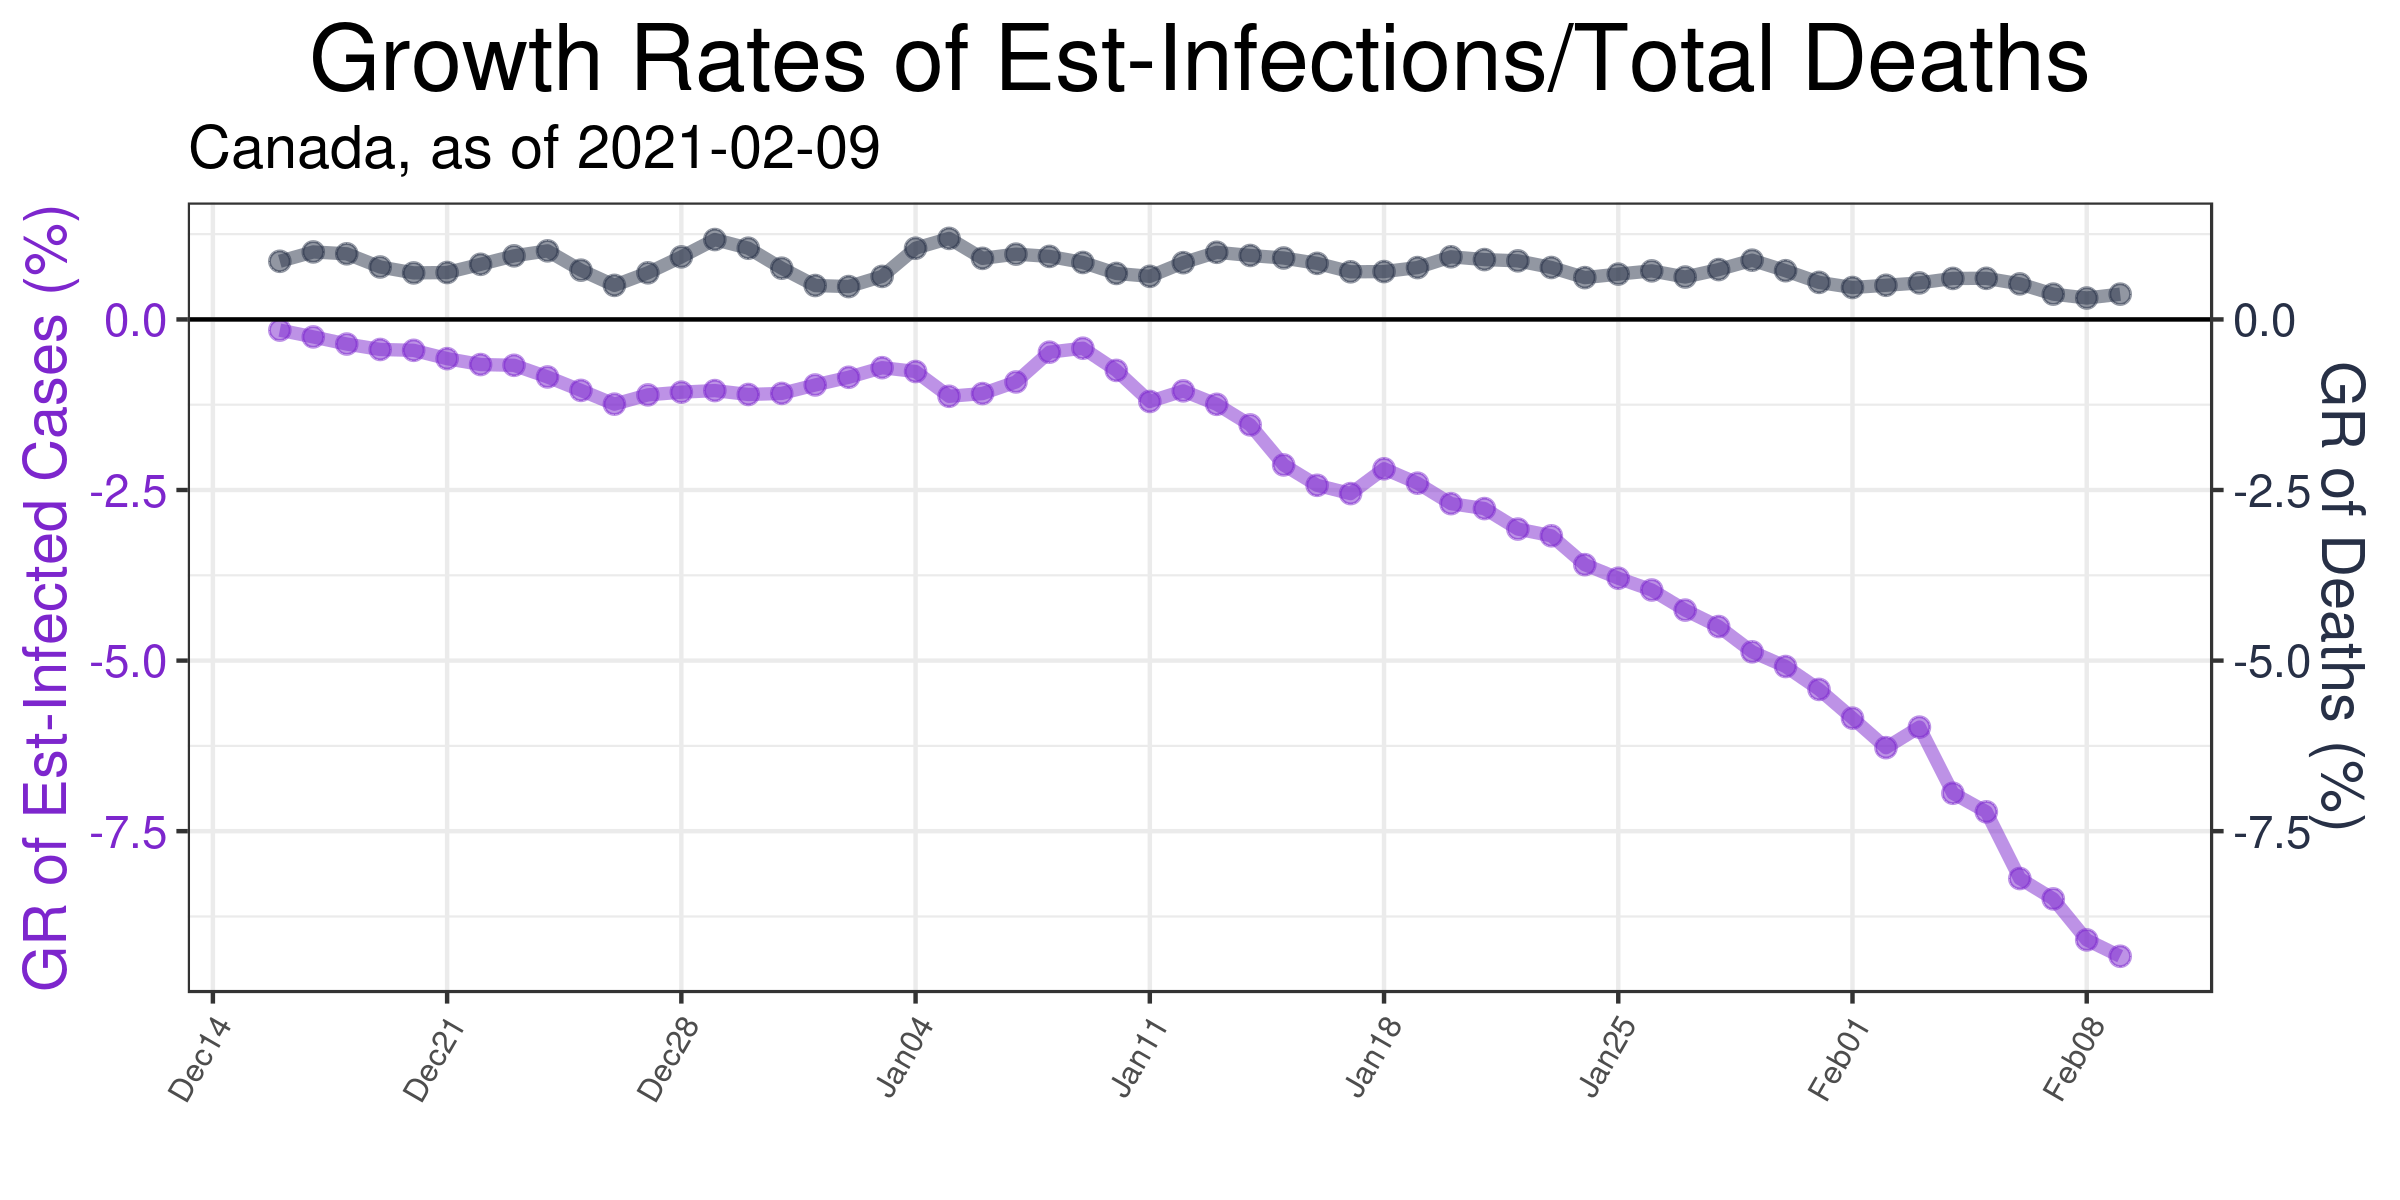 Growth Rates of Est-Infections/Total Deaths
Canada, as of 2021-02-09
GR of Est-Infected Cases (%)
0.0
-2.5
-5.0
-7.5
0.0
-2.5
-5.0
-7.5
GR of Deaths (%)
Dec14
Dec21
Dec28
Jan04
Jan11
Jan18
Jan25
Feb01
Feb08